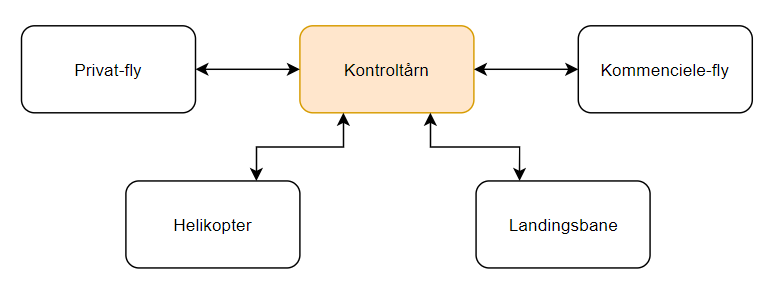 Privat-fly
Kontroltårn
Kommenciele-fly
Helikopter
Landingsbane